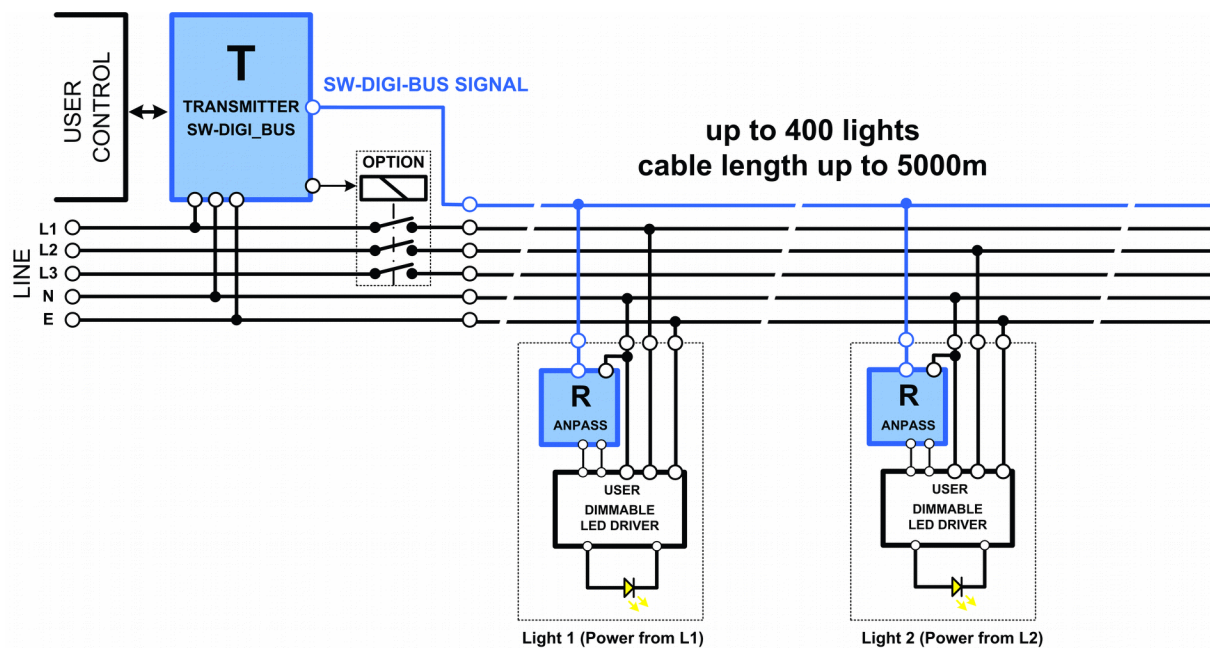 USER
CONTROL
T
TRANSMITTER
SW-DIGI_BUS
SW-DIGI-BUS SIGNAL
OPTION
up to 400 lights
cable length up to 5000m
LINE
L1
L2
L3
N
E
R
ANPASS
USER
DIMMABLE
LED DRIVER
Light 1 (Power from L1)
R
ANPASS
USER
DIMMABLE
LED DRIVER
Light 2 (Power from L2)